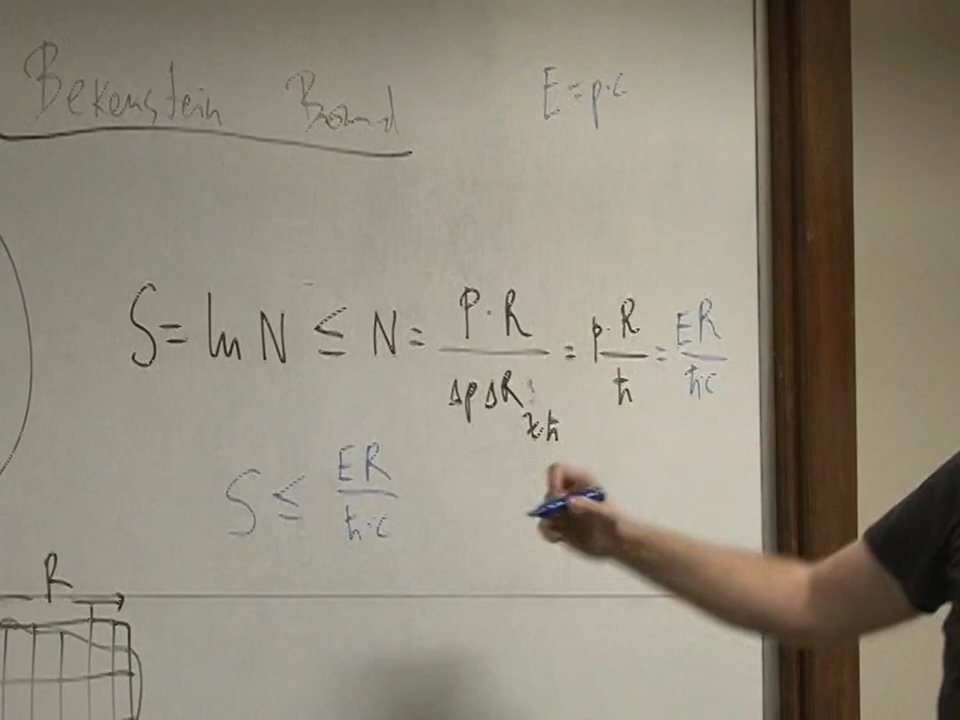 Bekenstein Bound
E = p·c
S = ln N ≤ N = P·R / ΔpΔR ≥ħ = p·R / ħ = ER / ħc
S ≤ ER / ħ·c
R